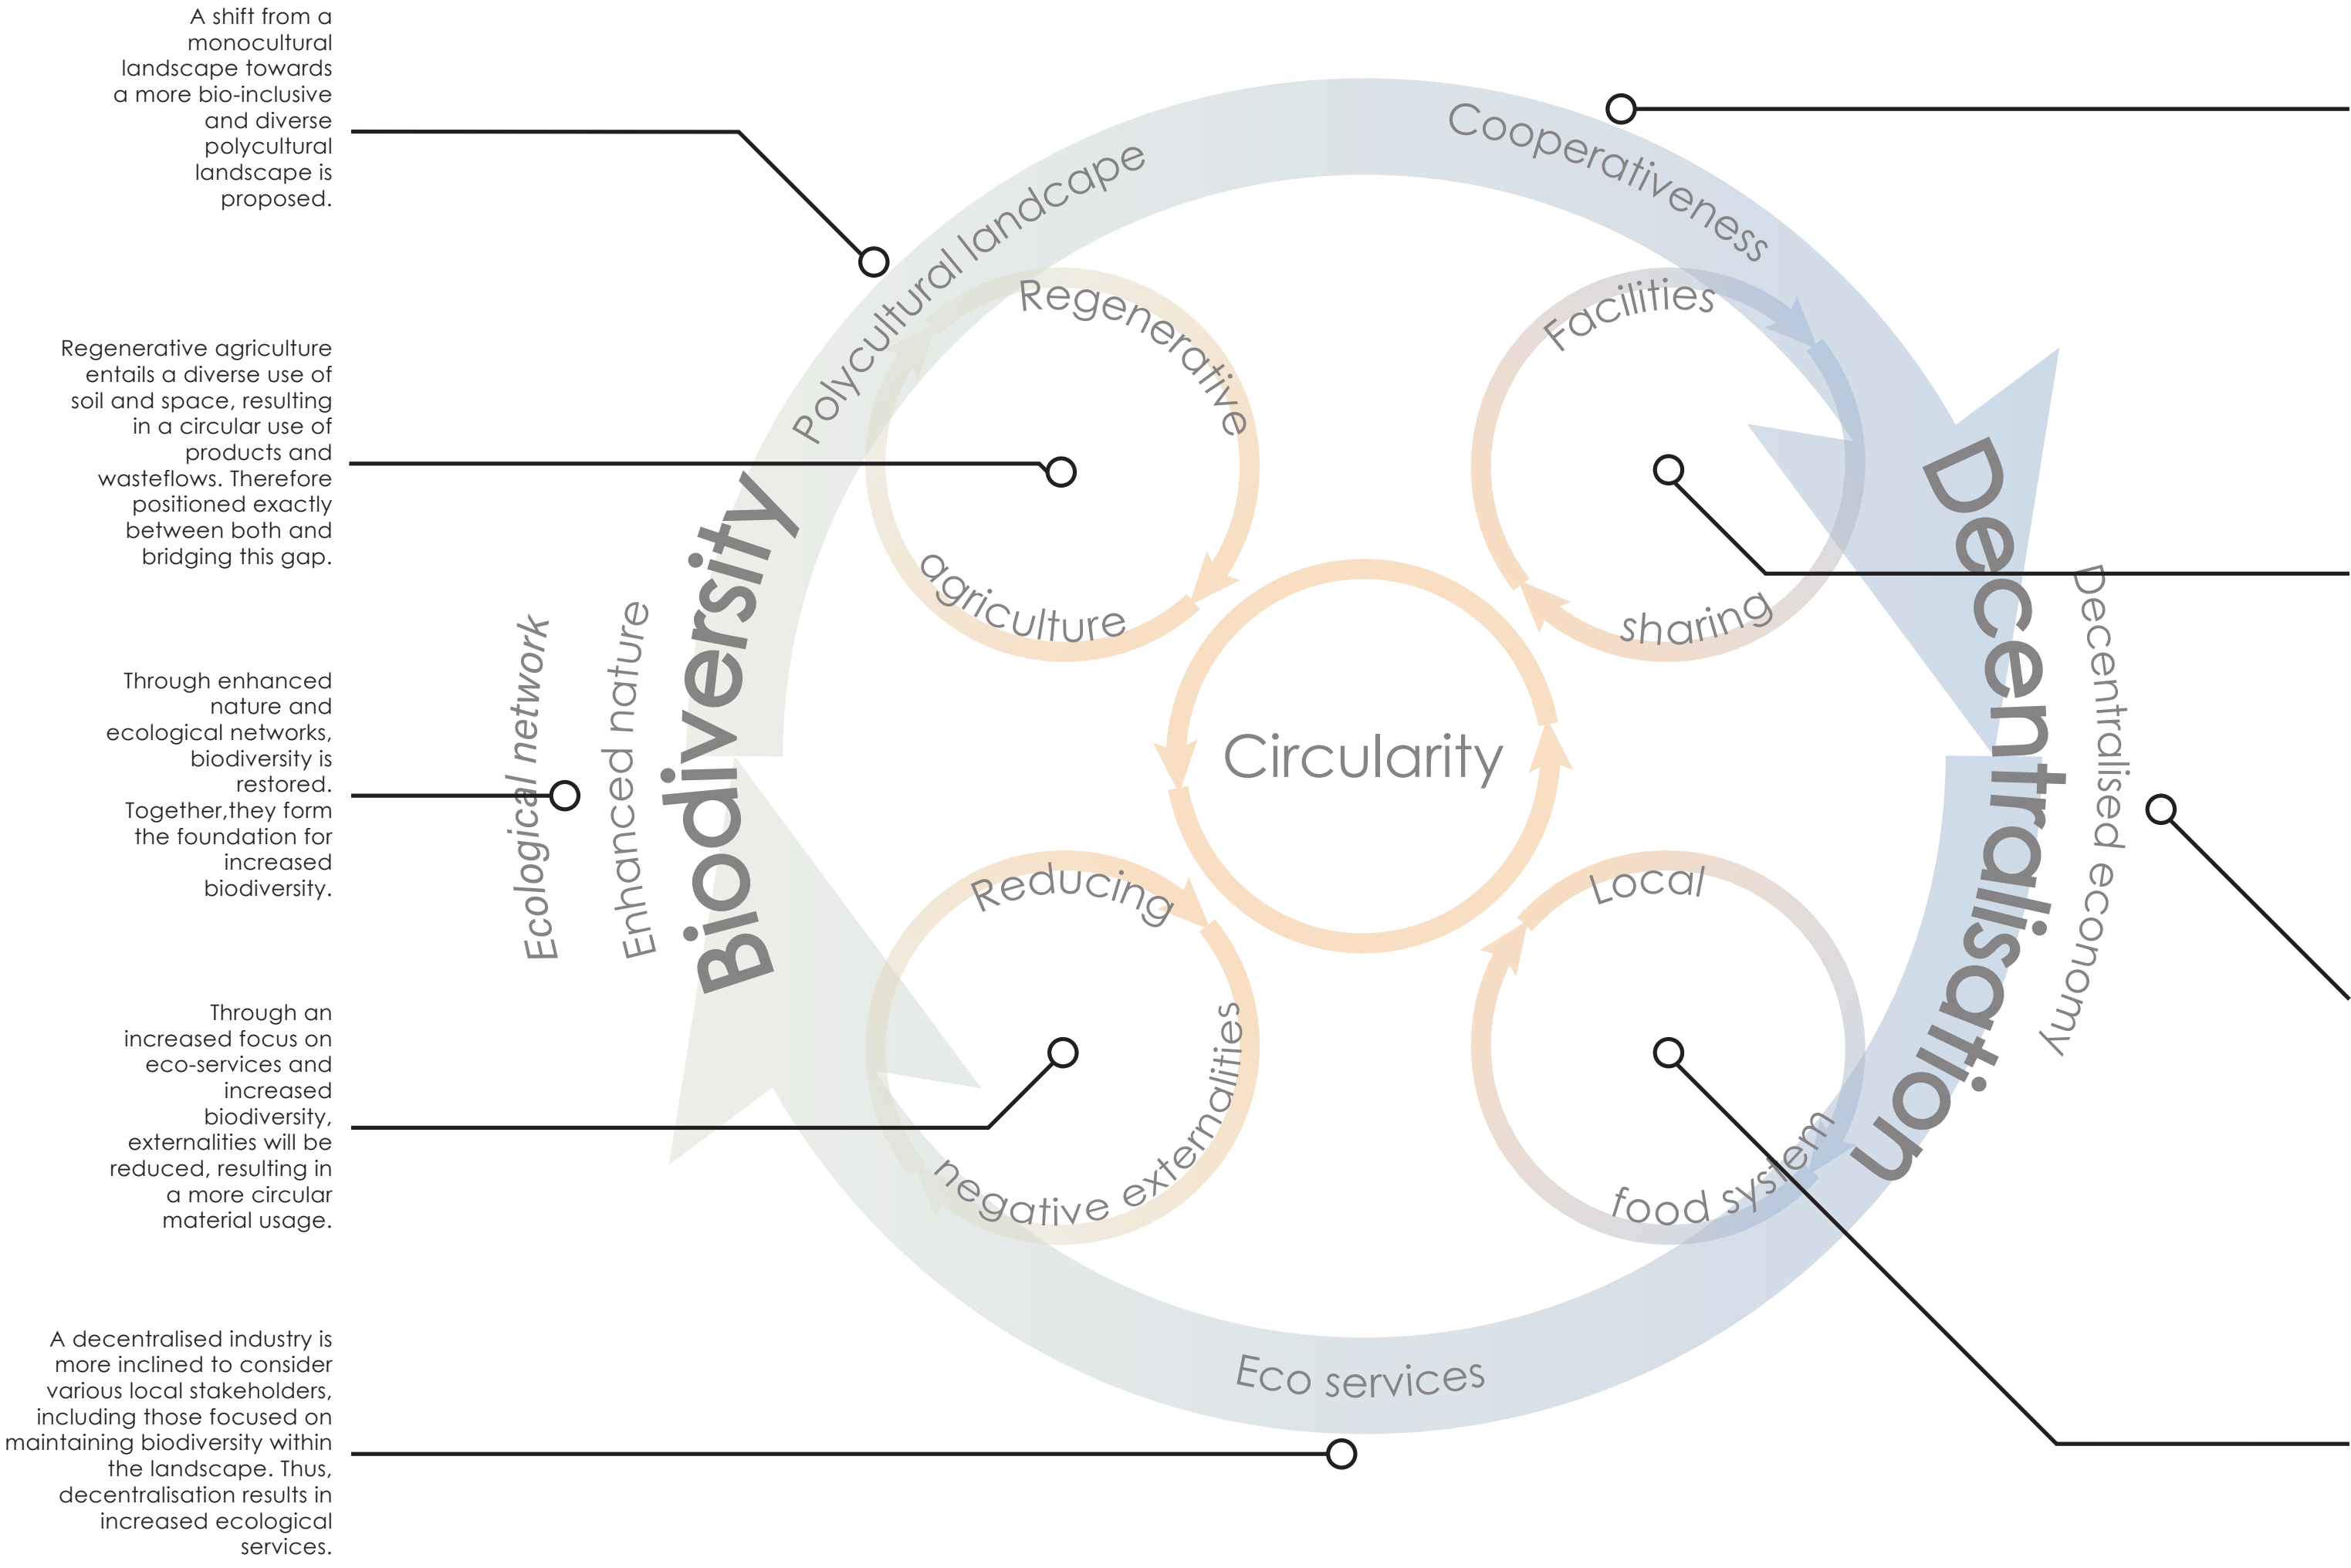 A shift from a
monocultural
landscape towards
a more bio-inclusive
and diverse
polycultural
landscape is
proposed.
Regenerative agriculture
entails a diverse use of
soil and space, resulting
in a circular use of
products and
wasteflows. Therefore
positioned exactly
between both and
bridging this gap.
Through enhanced
nature and
ecological networks,
biodiversity is
restored.
Together,they form
the foundation for
increased
biodiversity.
Through an
increased focus on
eco-services and
increased
biodiversity,
externalities will be
reduced, resulting in
a more circular
material usage.
A decentralised industry is
more inclined to consider
various local stakeholders,
including those focused on
maintaining biodiversity within
the landscape. Thus,
decentralisation results in
increased ecological
services.
Ecological network
Enhanced nature
Biodiversity
Polycultural landcape
Cooperativeness
Regenerative
agriculture
Facilities
sharing
Circularity
Reducing
negative externalities
Local
food system
Eco services
Decentralisation
Decentralised economy